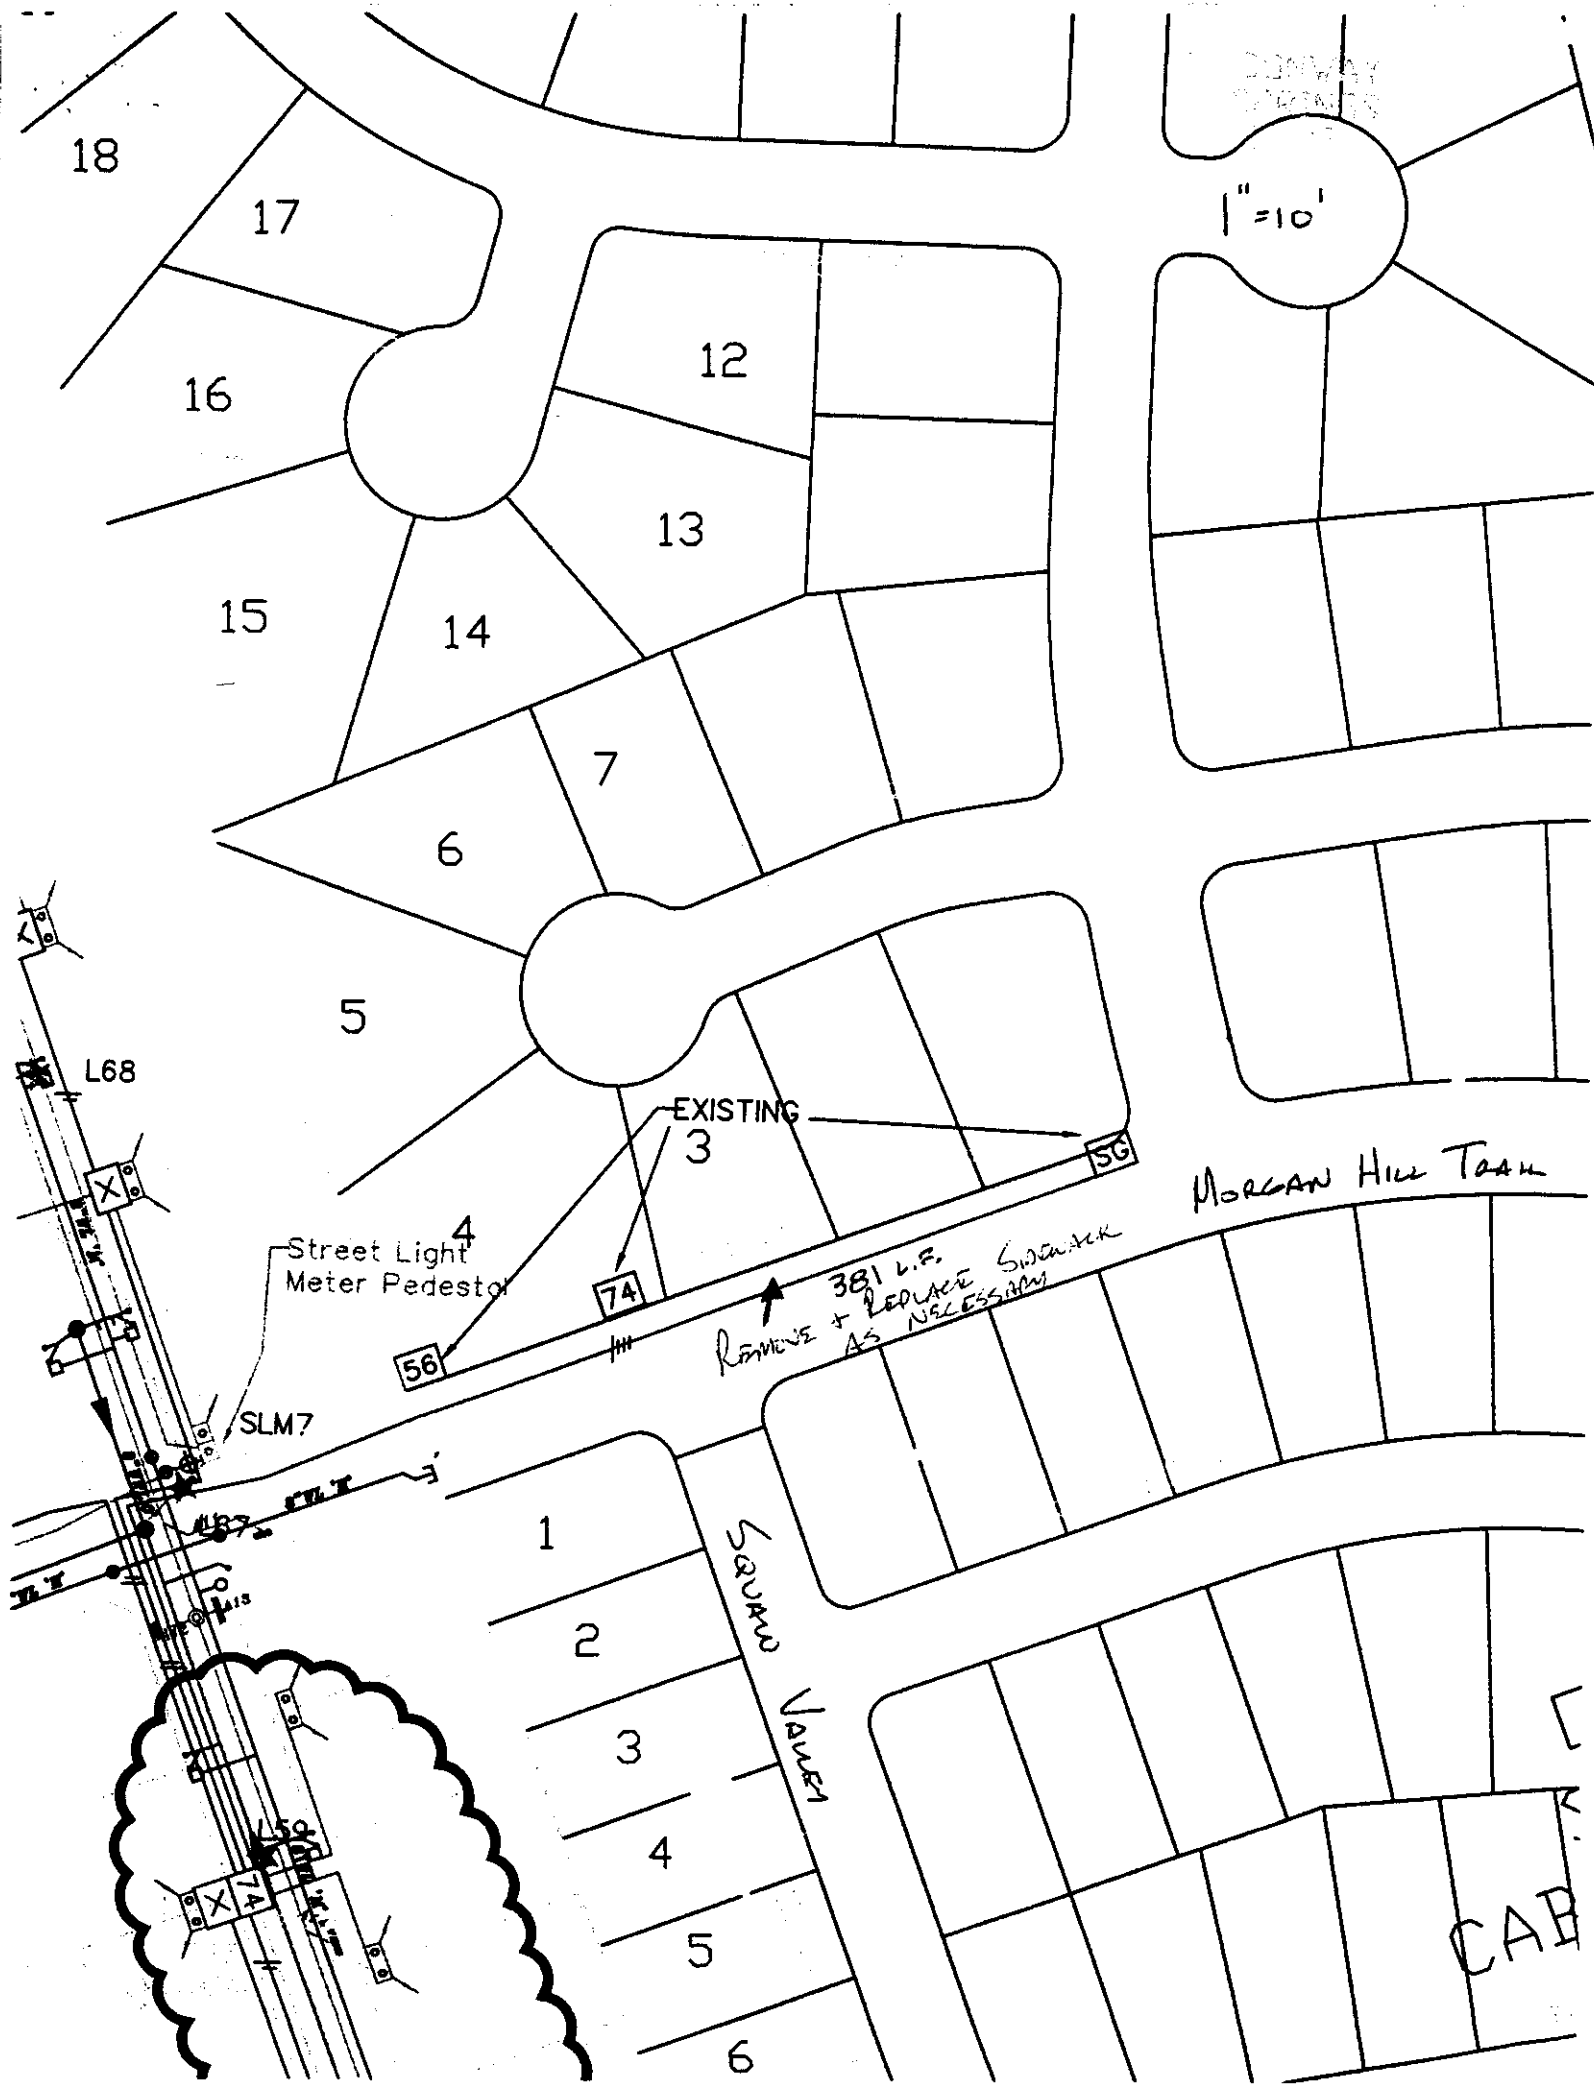 18
17
1"=10'
12
16
13
15
14
7
6
5
L68
EXISTING
3
SG
MORGAN HILL TRAIL
4
Street Light
Meter Pedestal
74
381 L.F.
REMOVE + REPLACE SIDEWALK
AS NECESSARY
56
SLM7
1
SQUAW VALLEY
2
3
L59
4
74
5
CAB
6